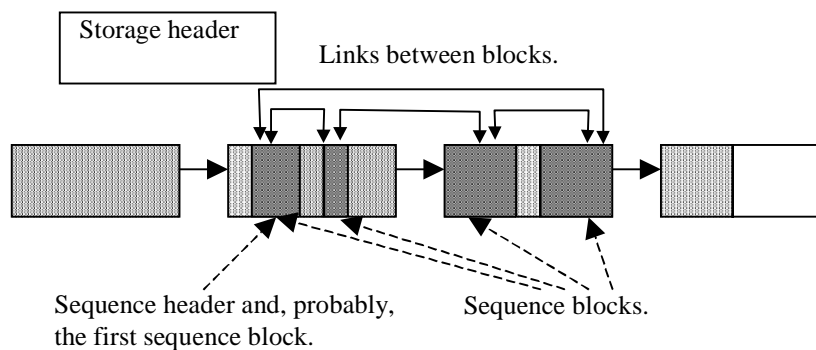 Storage header
Links between blocks.
Sequence header and, probably,
the first sequence block.
Sequence blocks.